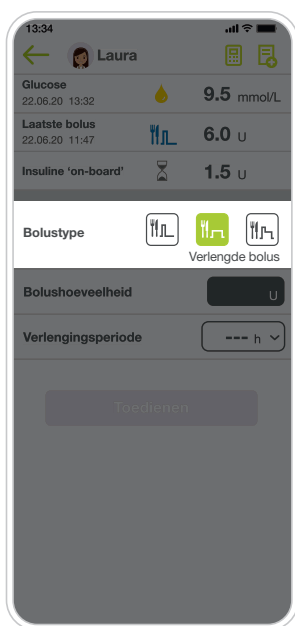 13:34
Laura
Glucose
22.06.20 13:32
9.5 mmol/L
Laatste bolus
22.06.20 11:47
6.0 U
Insuline ‘on-board’
1.5 U
Bolustype
Verlengde bolus
Bolushoeveelheid
U
Verlengingsperiode
--- h
Toedienen